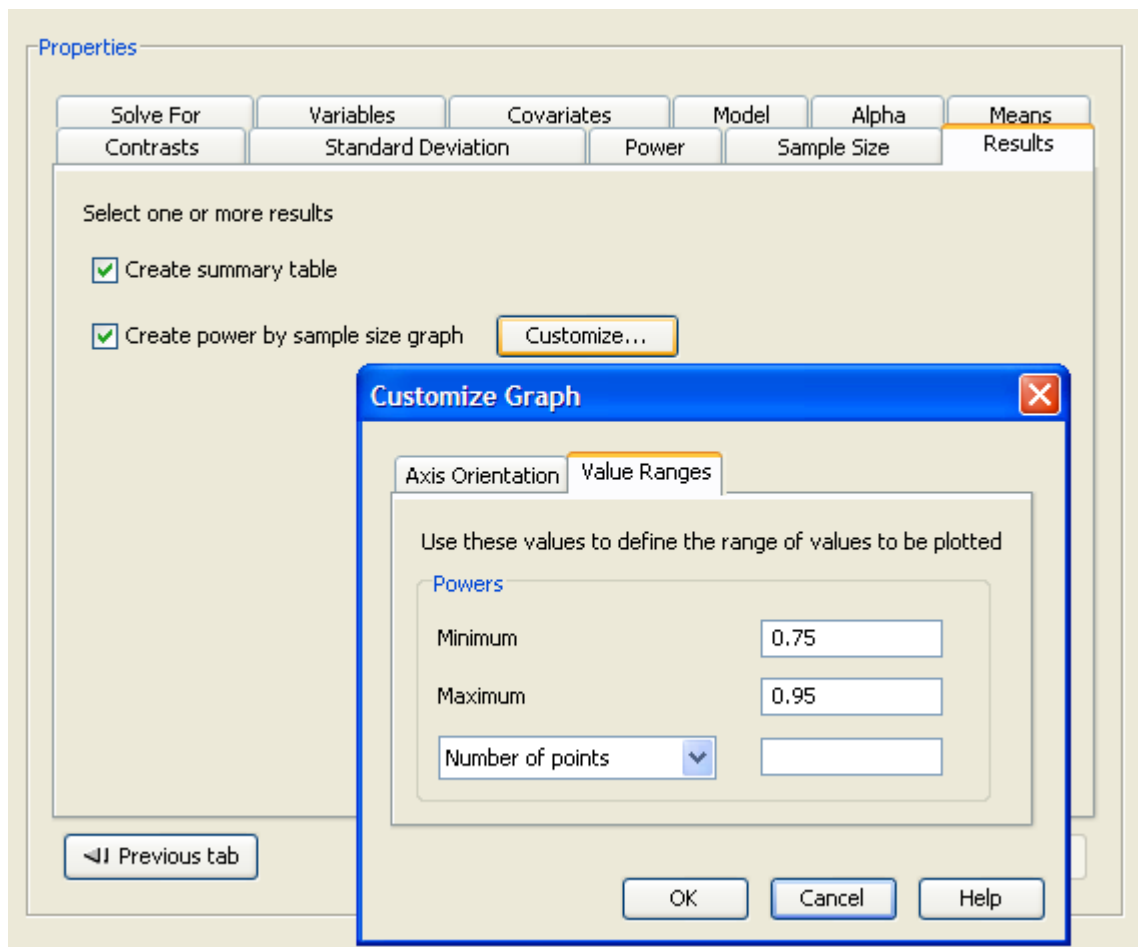 Properties
Solve For Variables Covariates Model Alpha Means
Contrasts Standard Deviation Power Sample Size Results
Select one or more results
Create summary table
Create power by sample size graph Customize...
Customize Graph
Axis Orientation Value Ranges
Use these values to define the range of values to be plotted
Powers
Minimum 0.75
Maximum 0.95
Number of points
Previous tab
OK Cancel Help